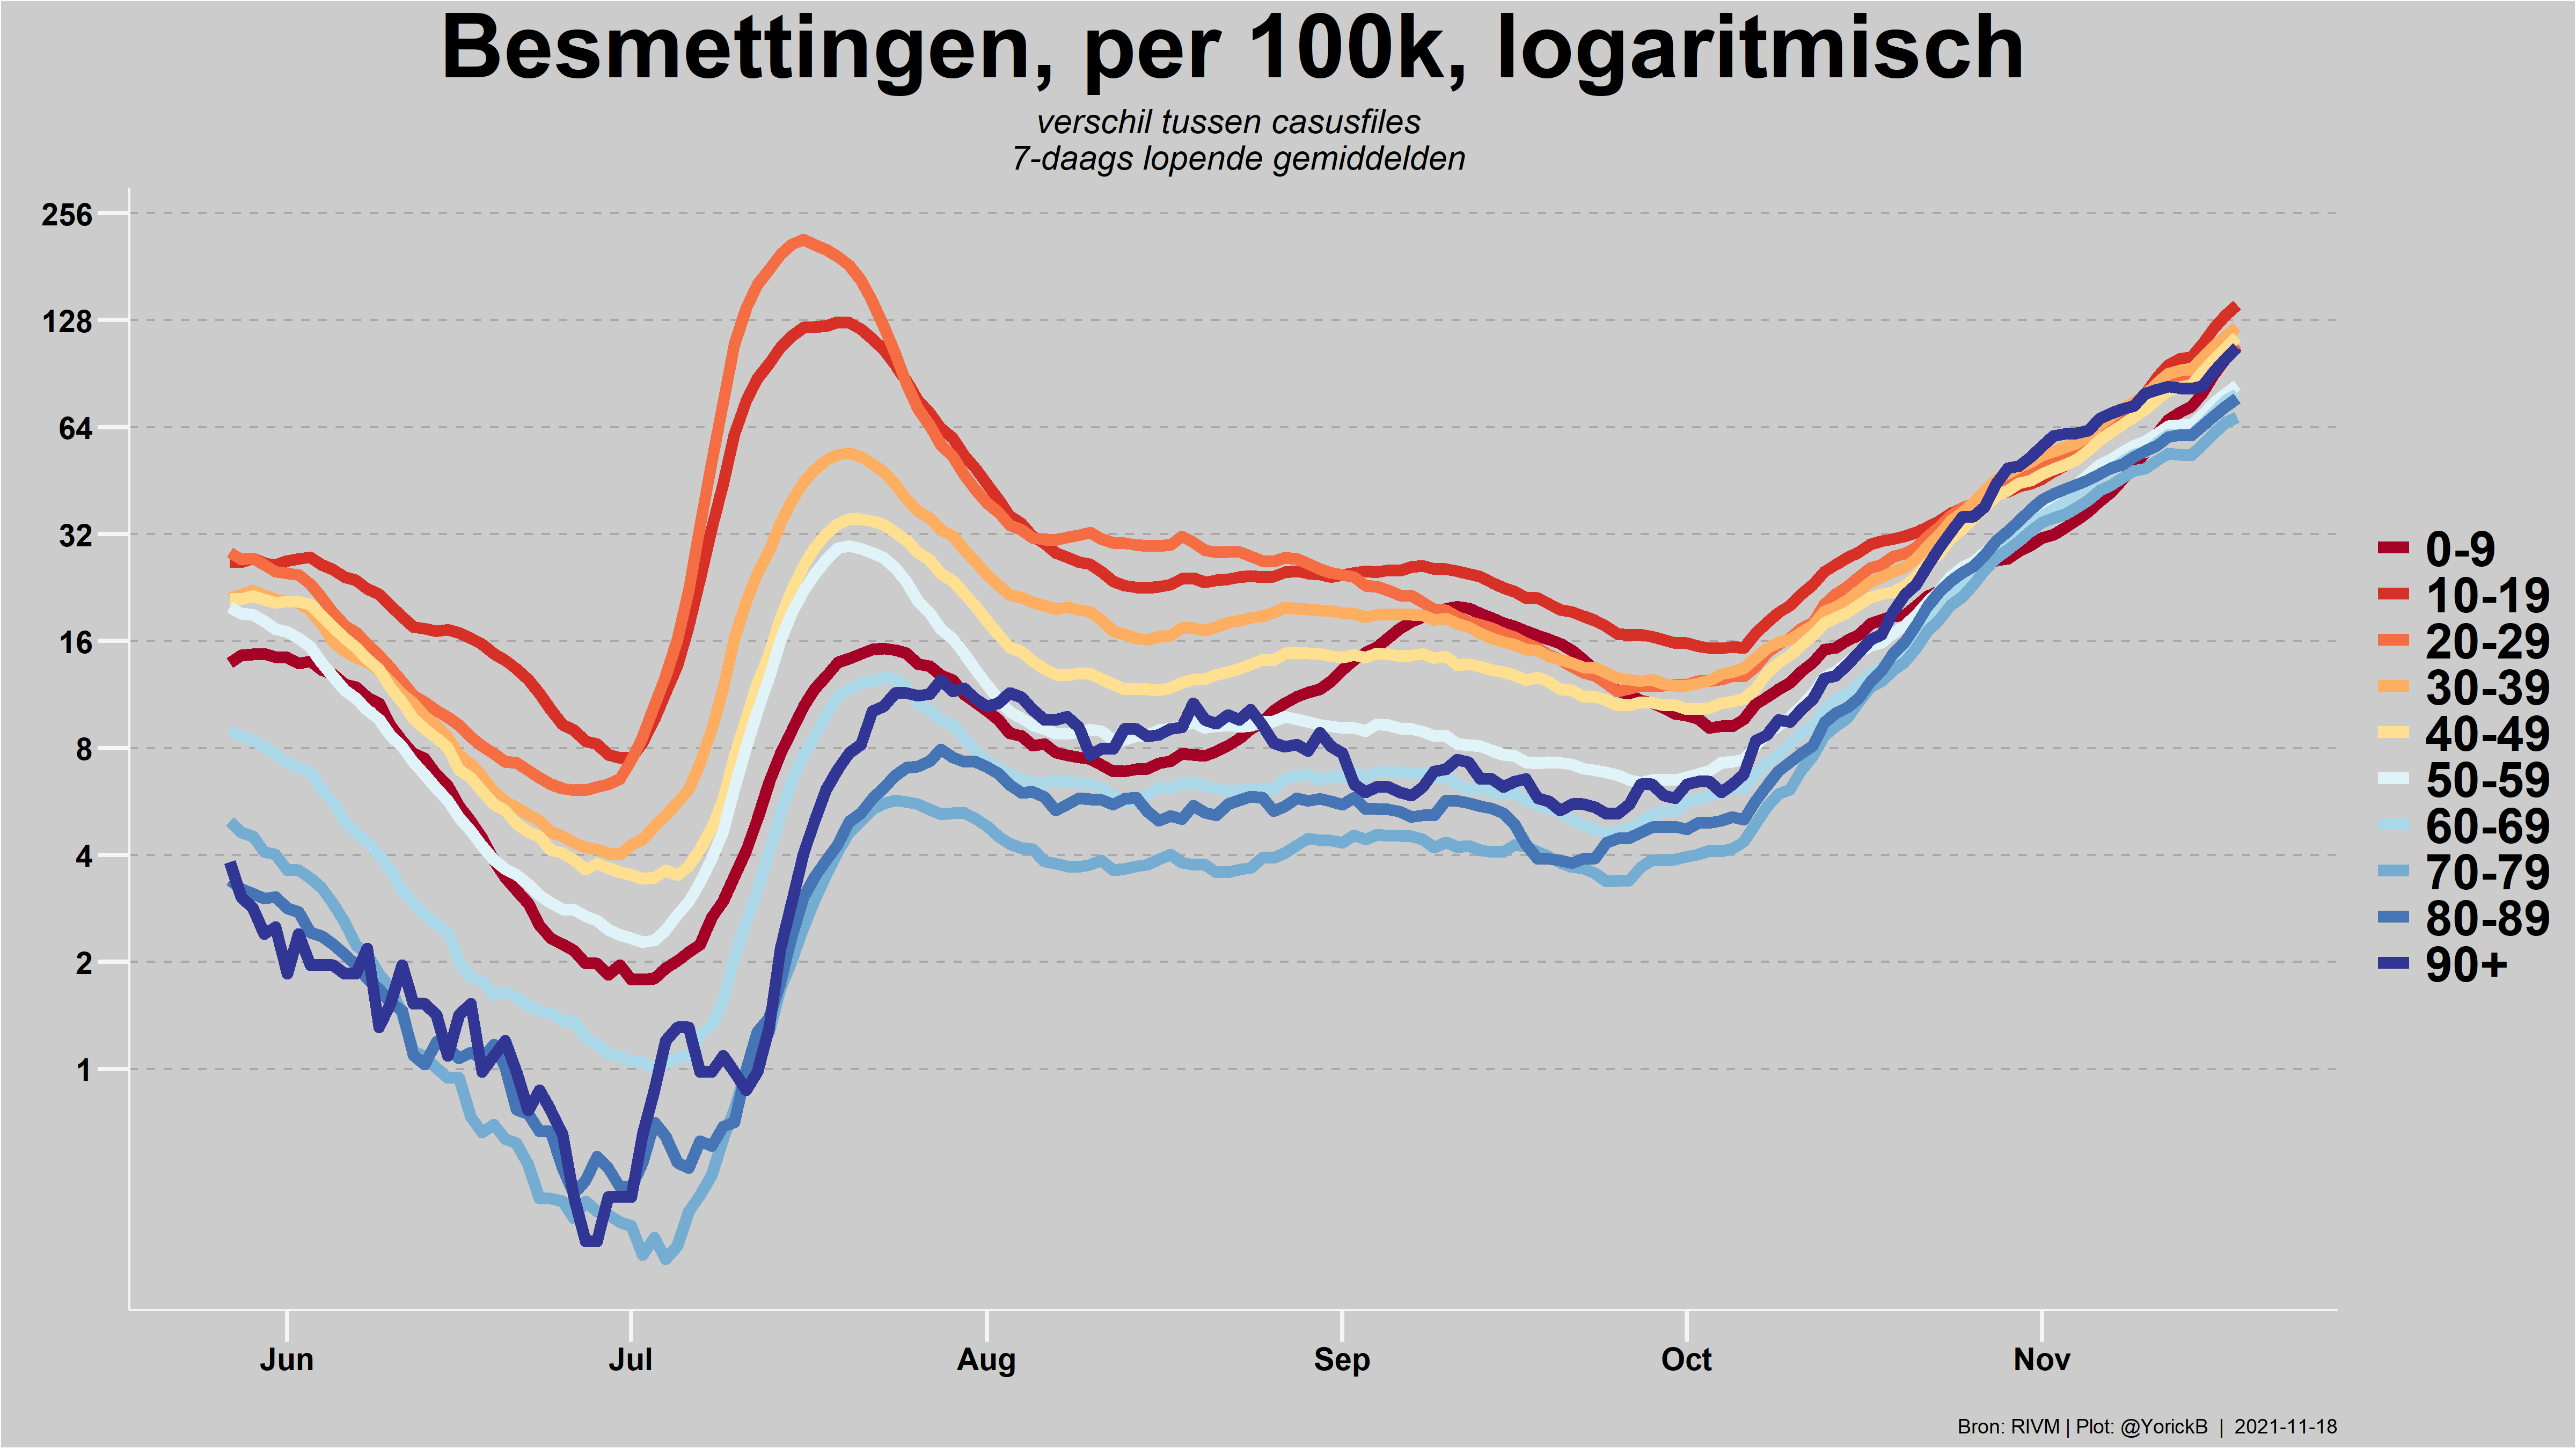 Besmettingen, per 100k, logaritmisch
verschil tussen casusfiles
7-daags lopende gemiddelden
256
128
64
32
16
8
4
2
1
Jun
Jul
Aug
Sep
Oct
Nov
0-9
10-19
20-29
30-39
40-49
50-59
60-69
70-79
80-89
90+
Bron: RIVM | Plot: @YorickB | 2021-11-18